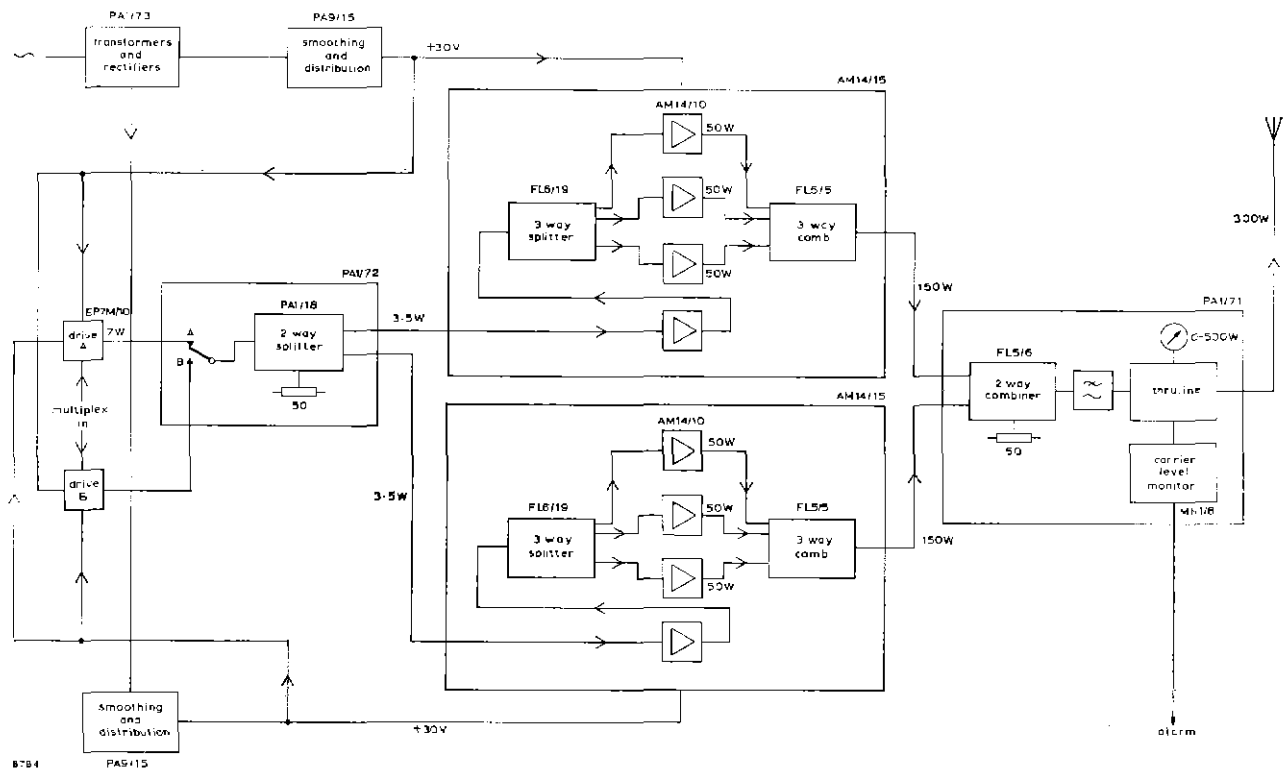 PA1/73
transformers
and
rectifiers
PA9/15
smoothing
and
distribution
+30V
AM14/15
AM14/10
50W
FL6/19
3 way
splitter
50W
50W
FL5/5
3 way
comb
150W
300W
EP7M/10
drive
A
7W
multiplex
in
drive
B
PA1/72
A
B
PA1/18
2 way
splitter
50
3·5W
3·5W
PA1/71
0-500W
FL5/6
2 way
combiner
50
thruline
carrier
level
monitor
alarm
AM14/15
AM14/10
50W
FL6/19
3 way
splitter
50W
50W
FL5/5
3 way
comb
150W
smoothing
and
distribution
PA9/15
+30V
8784